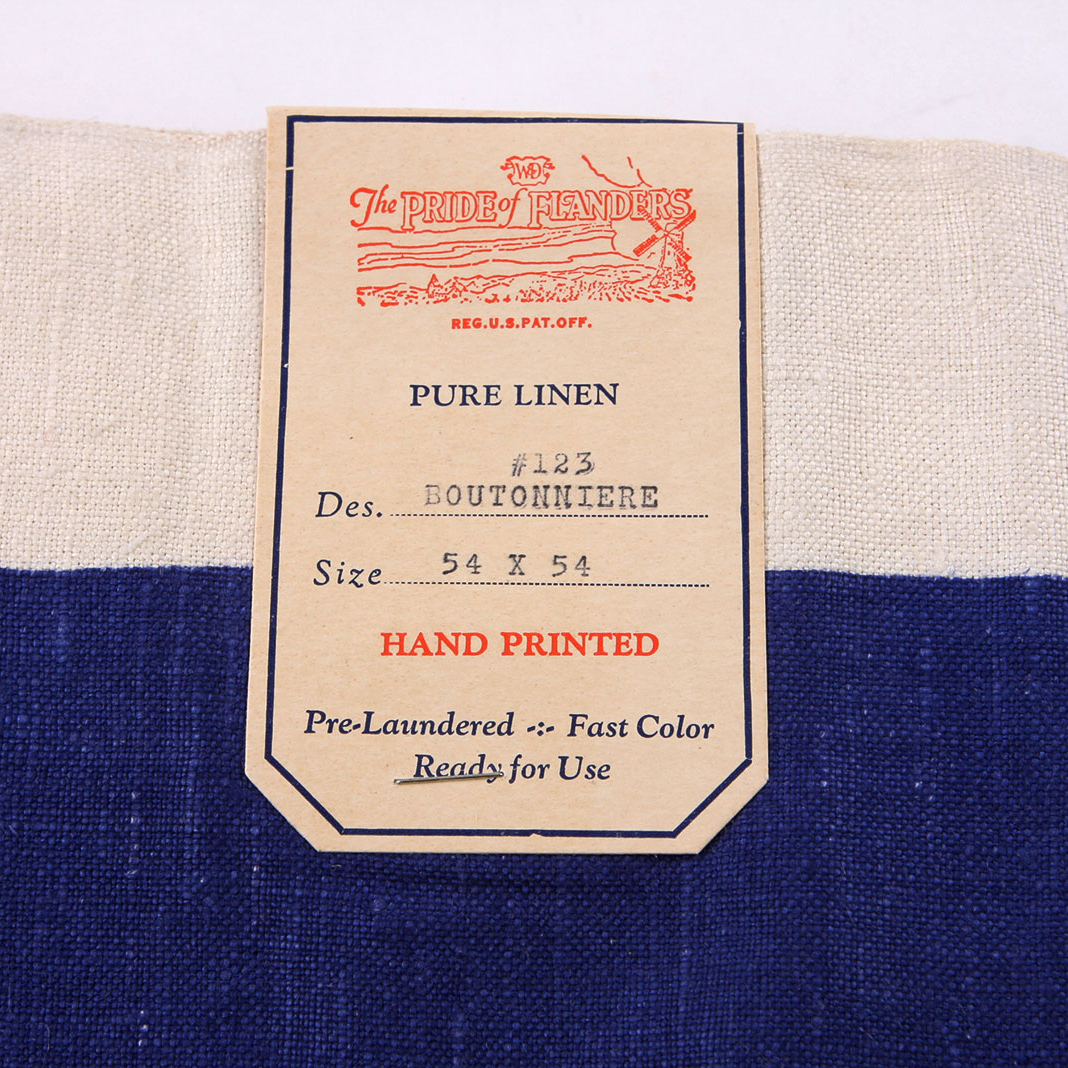 WD
The PRIDE of FLANDERS
REG.U.S.PAT.OFF.
PURE LINEN
#123
Des. BOUTONNIERE
Size 54 X 54
HAND PRINTED
Pre-Laundered -:- Fast Color
Ready for Use